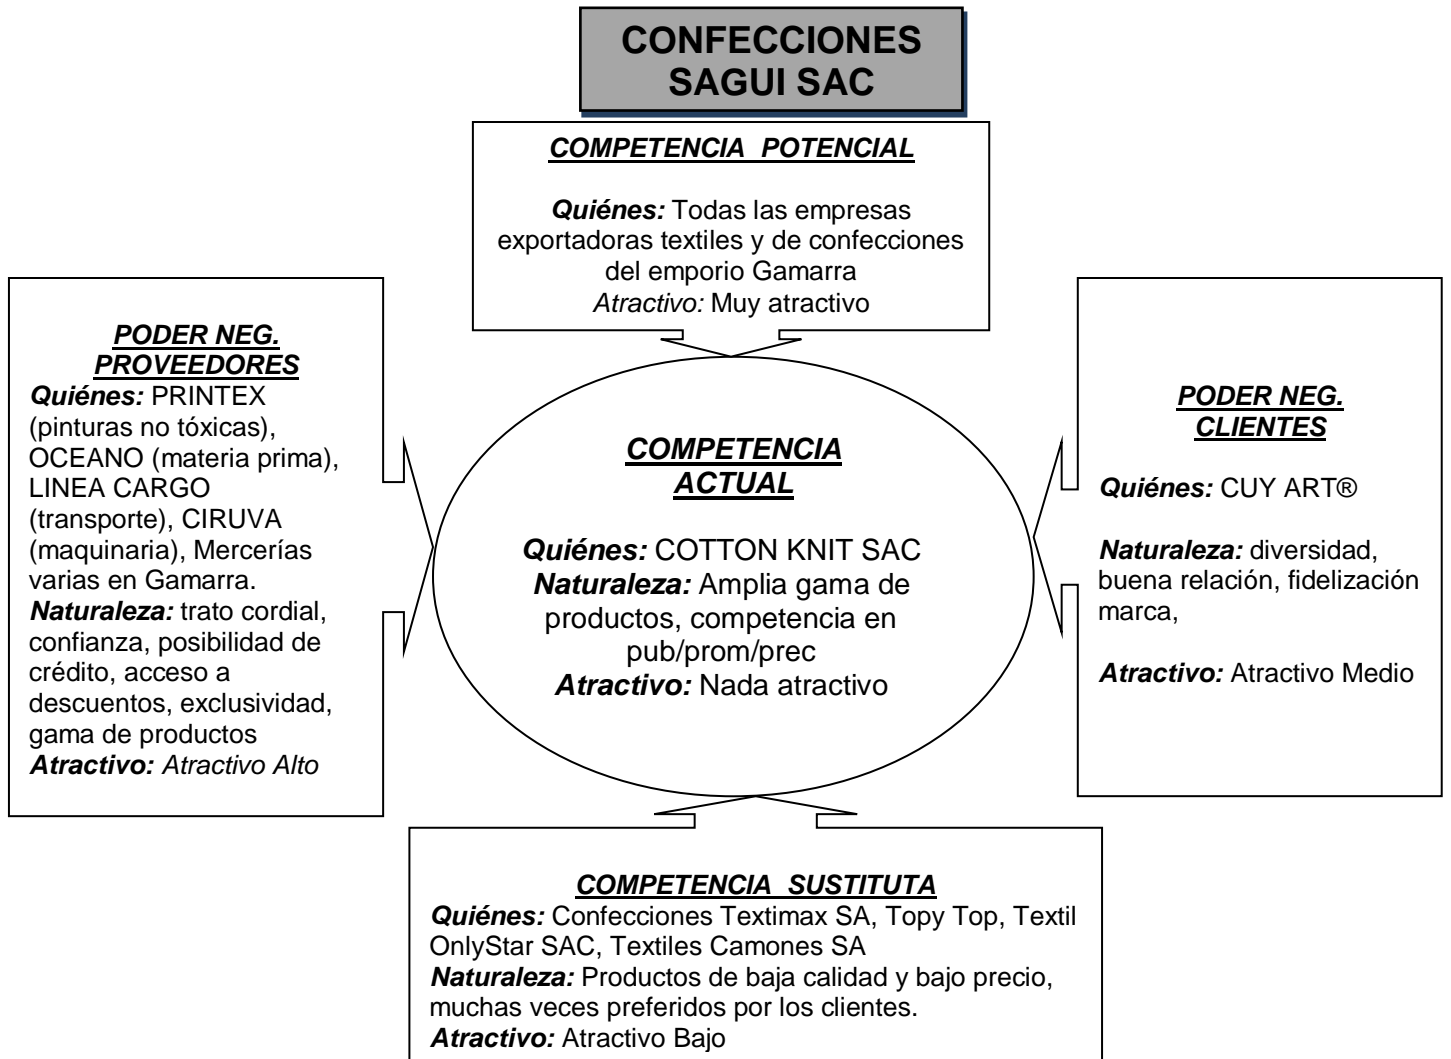 CONFECCIONES
SAGUI SAC
COMPETENCIA POTENCIAL
Quiénes: Todas las empresas
exportadoras textiles y de confecciones
del emporio Gamarra
Atractivo: Muy atractivo
PODER NEG.
PROVEEDORES
Quiénes: PRINTEX
(pinturas no tóxicas),
OCEANO (materia prima),
LINEA CARGO
(transporte), CIRUVA
(maquinaria), Mercerías
varias en Gamarra.
Naturaleza: trato cordial,
confianza, posibilidad de
crédito, acceso a
descuentos, exclusividad,
gama de productos
Atractivo: Atractivo Alto
COMPETENCIA
ACTUAL
Quiénes: COTTON KNIT SAC
Naturaleza: Amplia gama de
productos, competencia en
pub/prom/prec
Atractivo: Nada atractivo
PODER NEG.
CLIENTES
Quiénes: CUY ART®
Naturaleza: diversidad,
buena relación, fidelización
marca,
Atractivo: Atractivo Medio
COMPETENCIA SUSTITUTA
Quiénes: Confecciones Textimax SA, Topy Top, Textil
OnlyStar SAC, Textiles Camones SA
Naturaleza: Productos de baja calidad y bajo precio,
muchas veces preferidos por los clientes.
Atractivo: Atractivo Bajo